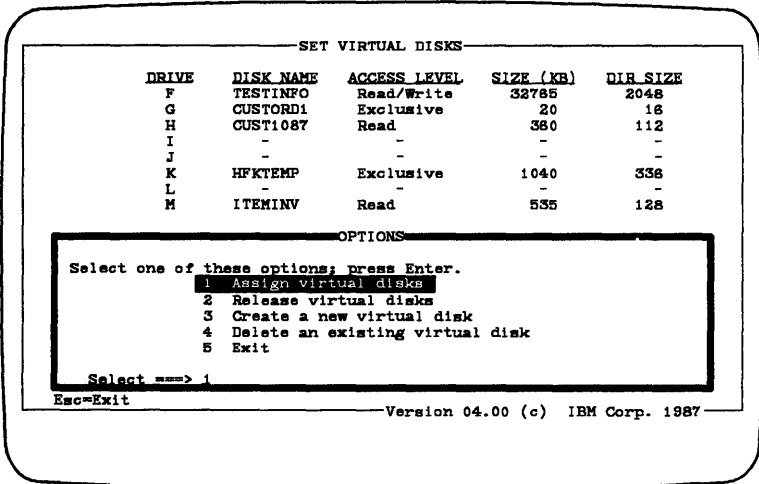 SET VIRTUAL DISKS
DRIVE DISK NAME ACCESS LEVEL SIZE (KB) DIR SIZE
F TESTINFO Read/Write 32765 2048
G CUSTORD1 Exclusive 20 16
H CUST1087 Read 360 112
I - - - -
J - - - -
K HFKTEMP Exclusive 1040 336
L - - - -
M ITEMINV Read 535 128
OPTIONS
Select one of these options; press Enter.
1 Assign virtual disks
2 Release virtual disks
3 Create a new virtual disk
4 Delete an existing virtual disk
5 Exit
Select ===> 1
Esc=Exit
Version 04.00 (c) IBM Corp. 1987